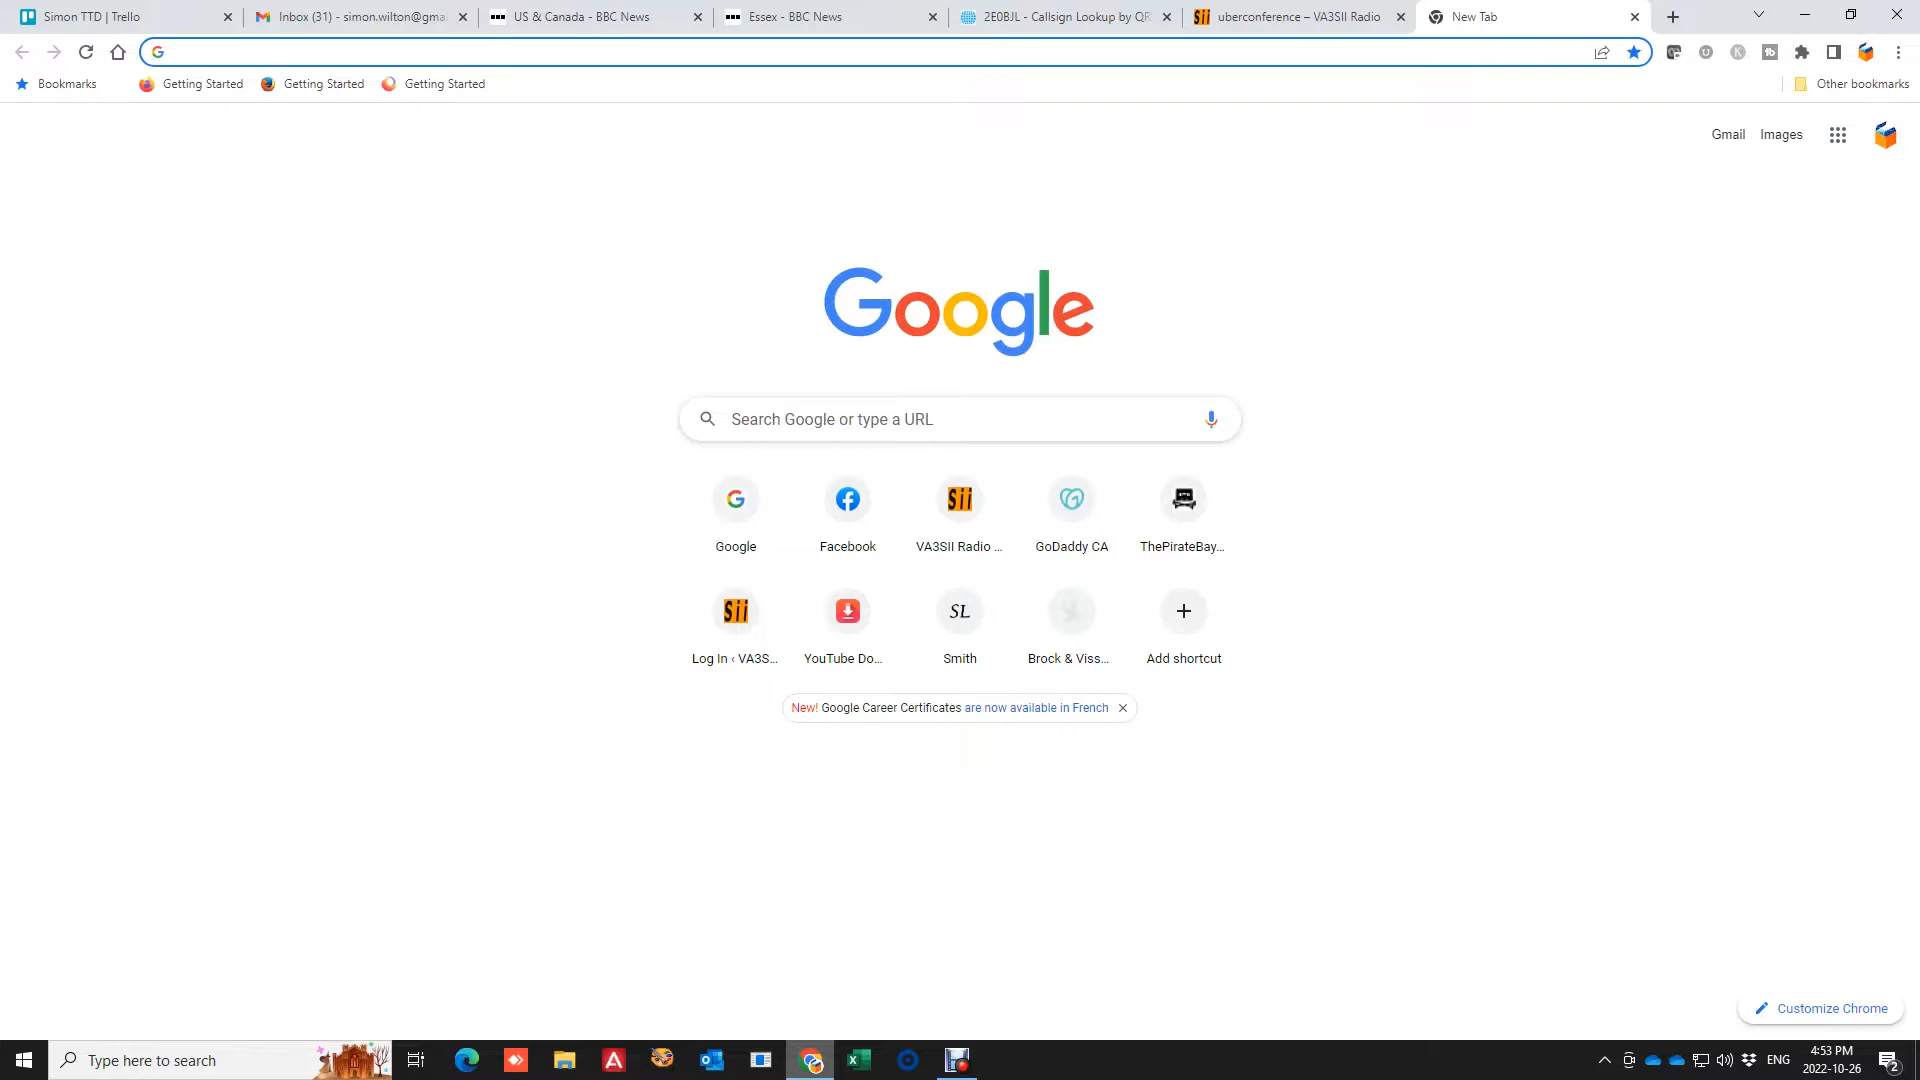 Simon TTD | Trello
Inbox (31) - simon.wilton@gma
US & Canada - BBC News
Essex - BBC News
2E0BJL - Callsign Lookup by QR
uberconference – VA3SII Radio
New Tab
Bookmarks
Getting Started
Getting Started
Getting Started
Other bookmarks
Gmail
Images
Google
Search Google or type a URL
Google
Facebook
VA3SII Radio ...
GoDaddy CA
ThePirateBay...
Sii
Log In ‹ VA3S...
YouTube Do...
SL
Smith
Brock & Viss...
Add shortcut
New! Google Career Certificates are now available in French
Customize Chrome
Type here to search
ENG
4:53 PM
2022-10-26
2